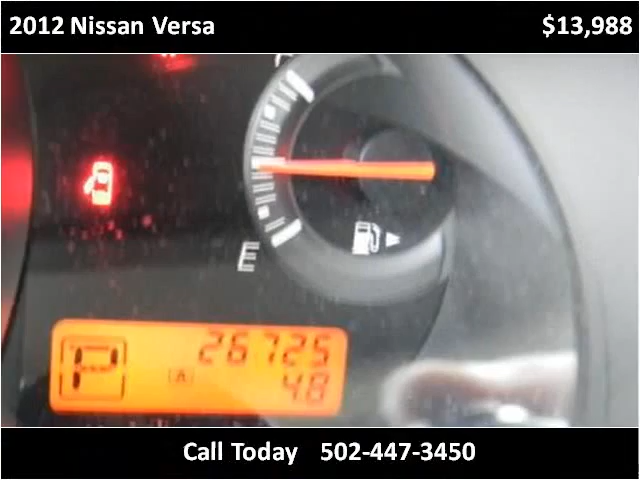 2012 Nissan Versa $13,988
E
P 26725
A 48
Call Today 502-447-3450